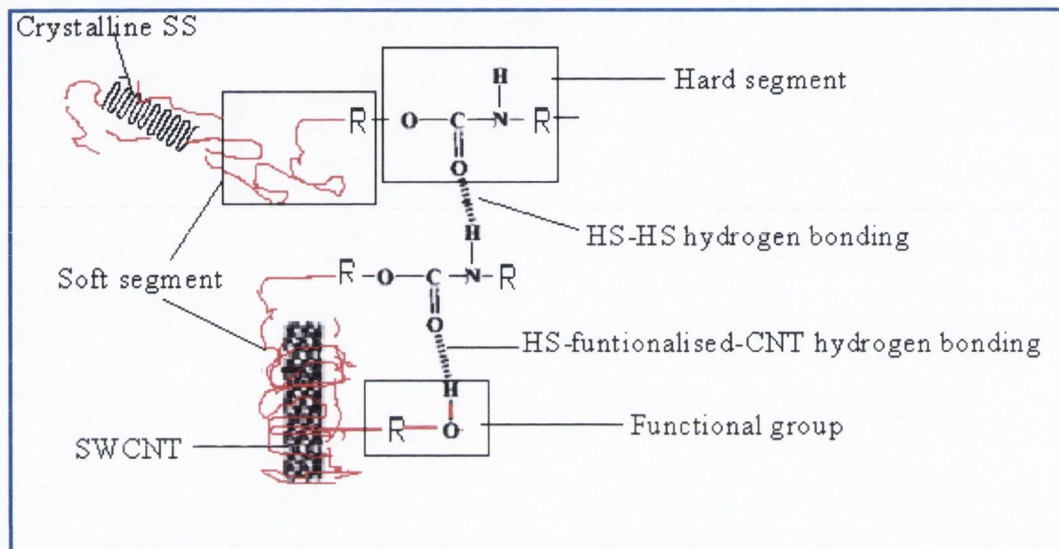 Crystalline SS
H
Hard segment
R O C N R
O
HS-HS hydrogen bonding
H
Soft segment
R O C N R
O
HS-funtionalised-CNT hydrogen bonding
H
R O
Functional group
SWCNT